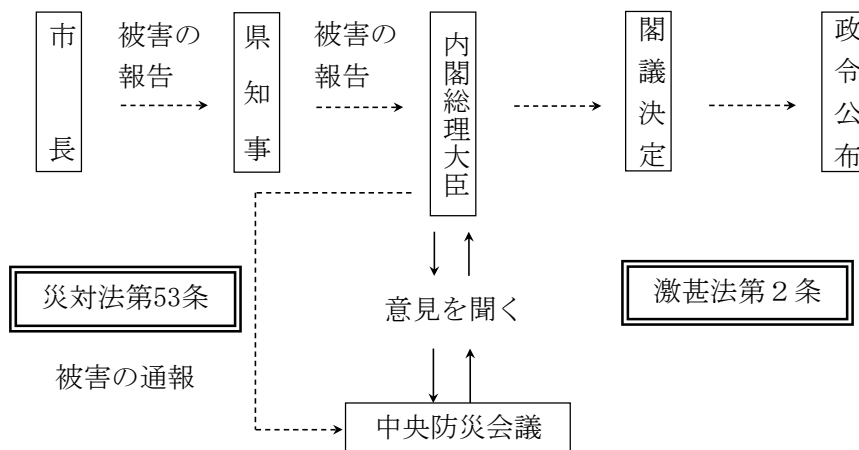 市長
被害の
報告
県知事
被害の
報告
内閣総理大臣
閣議決定
政令公布
災対法第53条
意見を聞く
激甚法第２条
被害の通報
中央防災会議